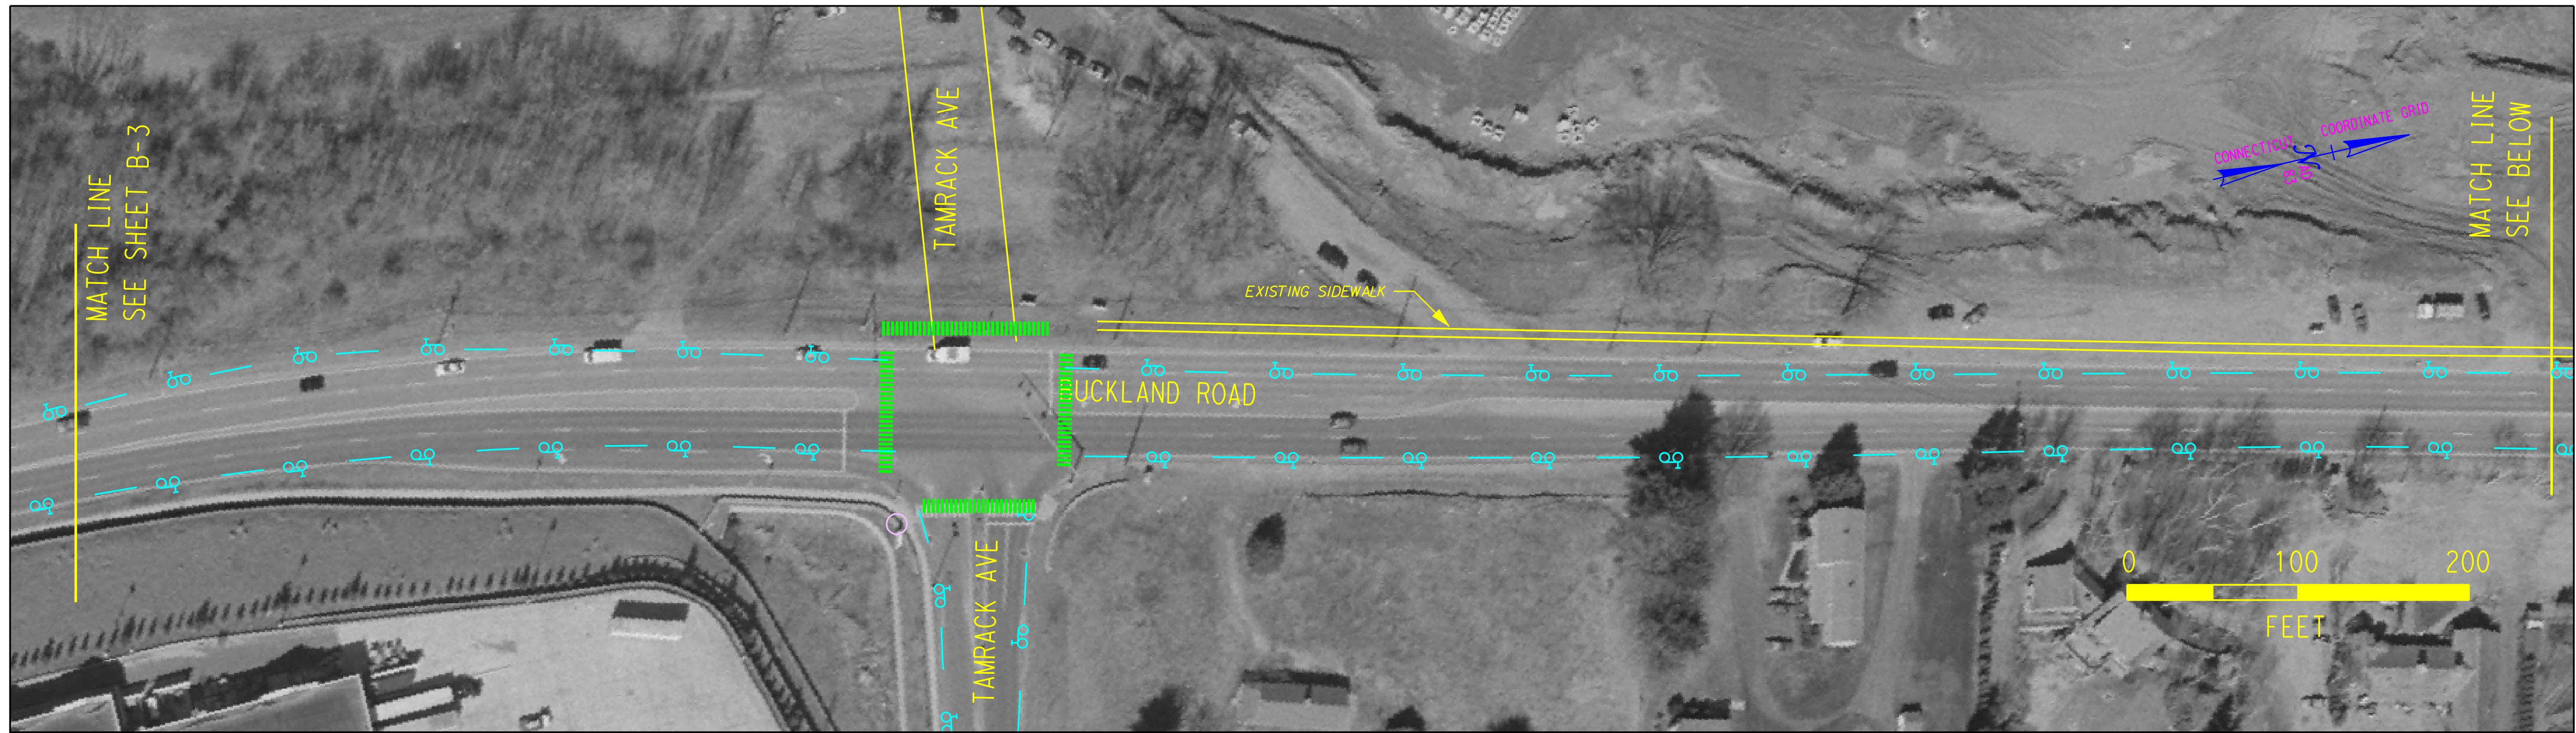 MATCH LINE
SEE SHEET B-3
TAMRACK AVE
EXISTING SIDEWALK
UCKLAND ROAD
TAMRACK AVE
CONNECTICUT
COORDINATE GRID
N
MATCH LINE
SEE BELOW
0 100 200
FEET